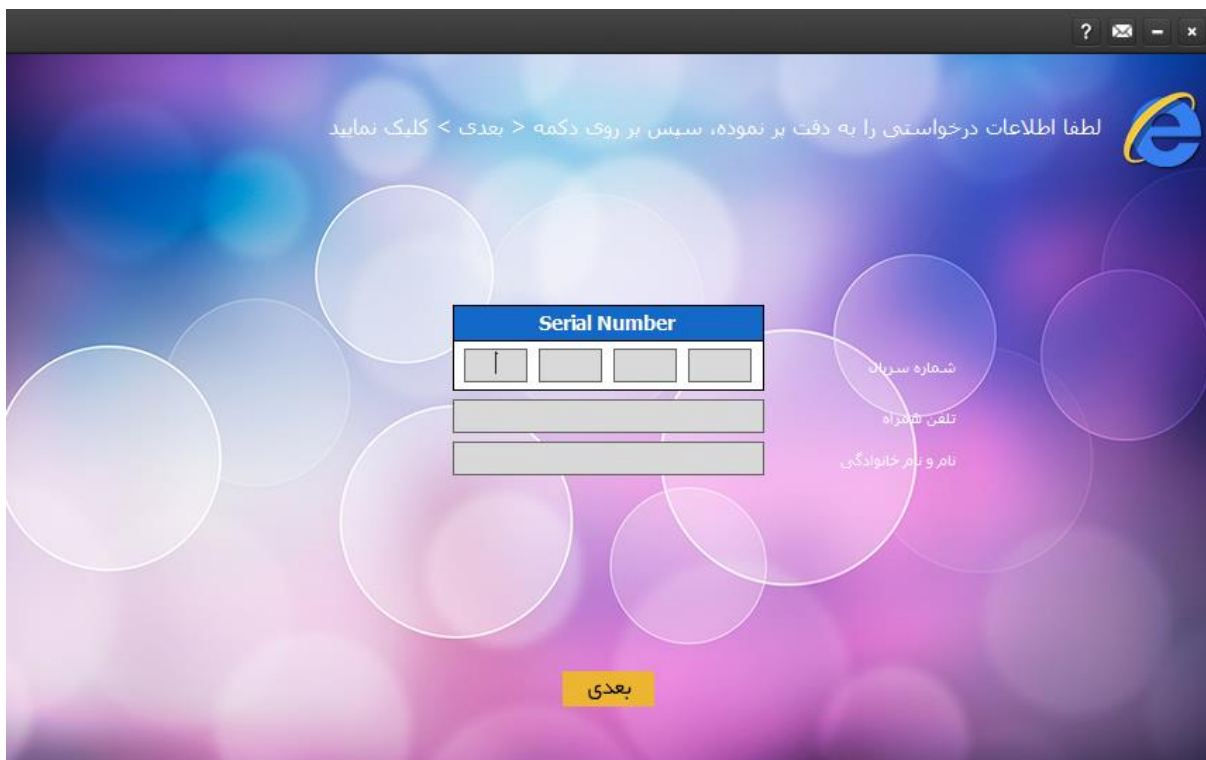 لطفا اطلاعات درخواستی را به دقت پر نموده، سپس بر روی دکمه < بعدی > کلیک نمایید
Serial Number
شماره سریال
تلفن همراه
نام و نام خانوادگی
بعدی